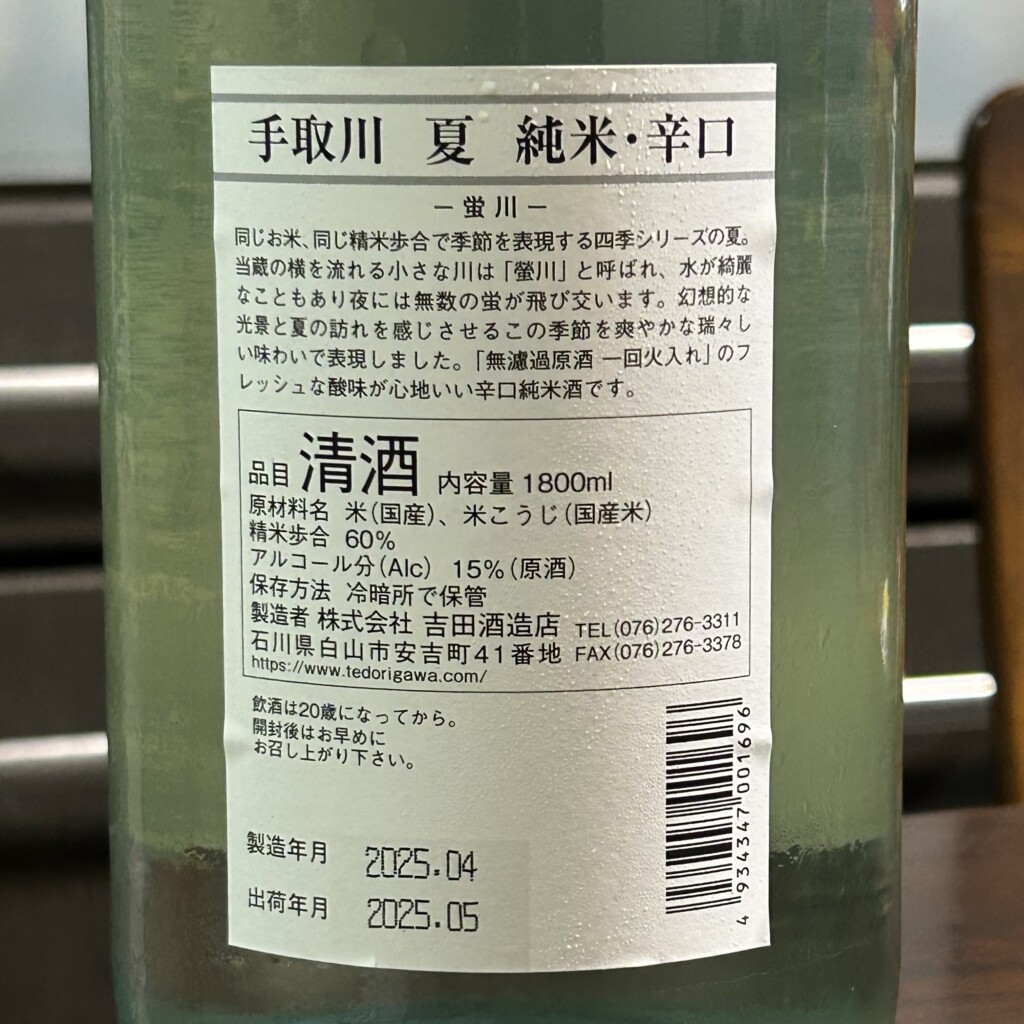 手取川 夏 純米・辛口
－蛍川－
同じお米、同じ精米歩合で季節を表現する四季シリーズの夏。
当蔵の横を流れる小さな川は「螢川」と呼ばれ、水が綺麗
なこともあり夜には無数の蛍が飛び交います。幻想的な
光景と夏の訪れを感じさせるこの季節を爽やかな瑞々し
い味わいで表現しました。「無濾過原酒 一回火入れ」のフ
レッシュな酸味が心地いい辛口純米酒です。
品目 清酒 内容量 1800ml
原材料名 米(国産)、米こうじ(国産米)
精米歩合 60%
アルコール分(Alc) 15%(原酒)
保存方法 冷暗所で保管
製造者 株式会社 吉田酒造店 TEL(076)276-3311
石川県白山市安吉町41番地 FAX(076)276-3378
https://www.tedorigawa.com/
飲酒は20歳になってから。
開封後はお早めに
お召し上がり下さい。
製造年月 2025.04
出荷年月 2025.05
4 934347 001696